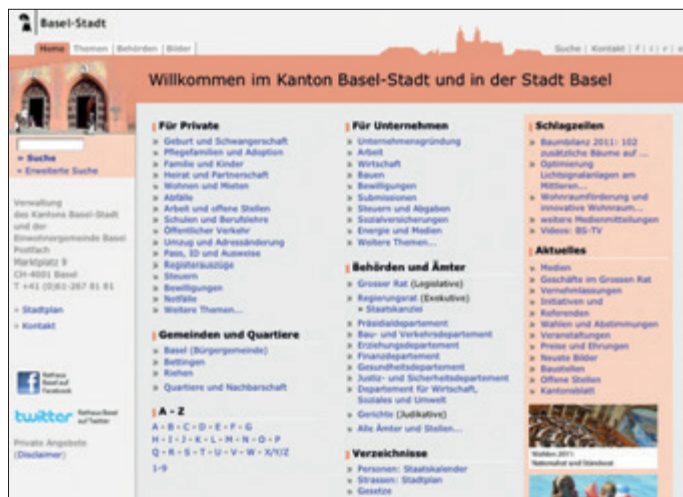 Basel-Stadt
Home | Themen | Behörden | Bilder |
Suche | Kontakt | f | i | r | e
Willkommen im Kanton Basel-Stadt und in der Stadt Basel
» Suche
» Erweiterte Suche
Verwaltung
des Kantons Basel-Stadt
und der
Einwohnergemeinde Basel
Postfach
Marktplatz 9
CH-4001 Basel
T +41 (0)61-267 81 81
» Stadtplan
» Kontakt
Rathaus
Basel auf
Facebook
twitter
Rathaus Basel
auf Twitter
Private Angebote
(Disclaimer)
Für Private
» Geburt und Schwangerschaft
» Pflegefamilien und Adoption
» Familie und Kinder
» Heirat und Partnerschaft
» Wohnen und Mieten
» Abfälle
» Arbeit und offene Stellen
» Schulen und Berufslehre
» Öffentlicher Verkehr
» Umzug und Adressänderung
» Pass, ID und Ausweise
» Registerauszüge
» Steuern
» Bewilligungen
» Notfälle
» Weitere Themen...
Gemeinden und Quartiere
» Basel (Bürgergemeinde)
» Bettingen
» Riehen
» Quartiere und Nachbarschaft
A - Z
A - B - C - D - E - F - G
H - I - J - K - L - M - N - O - P
Q - R - S - T - U - V - W - X/Y/Z
1-9
Für Unternehmen
» Unternehmensgründung
» Arbeit
» Wirtschaft
» Bauen
» Bewilligungen
» Submissionen
» Steuern und Abgaben
» Sozialversicherungen
» Energie und Medien
» Weitere Themen...
Behörden und Ämter
» Grosser Rat (Legislative)
» Regierungsrat (Exekutive)
» Staatskanzlei
» Präsidialdepartement
» Bau- und Verkehrsdepartement
» Erziehungsdepartement
» Finanzdepartement
» Gesundheitsdepartement
» Justiz- und Sicherheitsdepartement
» Departement für Wirtschaft,
Soziales und Umwelt
» Gerichte (Judikative)
» Alle Ämter und Stellen...
Verzeichnisse
» Personen: Staatskalender
» Strassen: Stadtplan
» Gesetze
Schlagzeilen
» Baumbilanz 2011: 102
zusätzliche Bäume auf ...
» Optimierung
Lichtsignalanlagen am
Mittleren...
» Wohnraumförderung und
innovative Wohnraum...
» weitere Medienmitteilungen
» Videos: BS-TV
Aktuelles
» Medien
» Geschäfte im Grossen Rat
» Vernehmlassungen
» Initiativen und
» Referenden
» Wahlen und Abstimmungen
» Veranstaltungen
» Preise und Ehrungen
» Neuste Bilder
» Baustellen
» Offene Stellen
» Kantonsblatt
Wahlen 2011:
Nationalrat und Ständerat